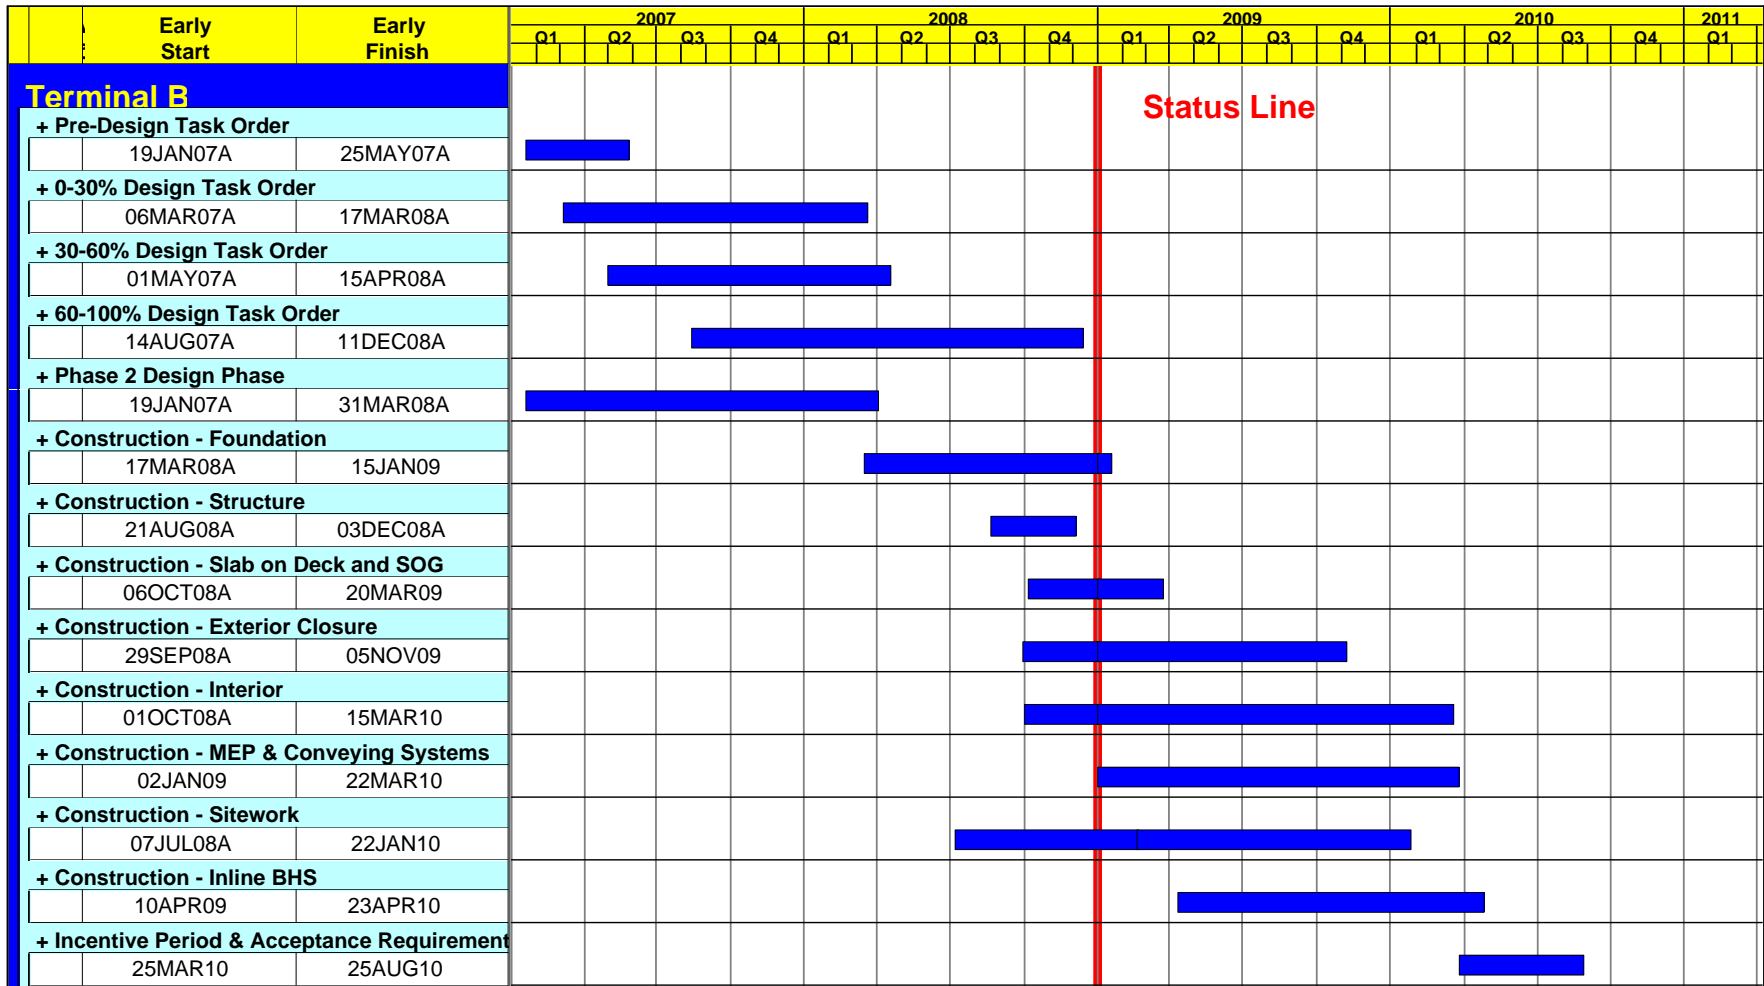 Early Early 2007 2008 2009 2010 2011
Start Finish Q1 Q2 Q3 Q4 Q1 Q2 Q3 Q4 Q1 Q2 Q3 Q4 Q1 Q2 Q3 Q4 Q1
Terminal B
Status Line
+ Pre-Design Task Order
19JAN07A 25MAY07A
+ 0-30% Design Task Order
06MAR07A 17MAR08A
+ 30-60% Design Task Order
01MAY07A 15APR08A
+ 60-100% Design Task Order
14AUG07A 11DEC08A
+ Phase 2 Design Phase
19JAN07A 31MAR08A
+ Construction - Foundation
17MAR08A 15JAN09
+ Construction - Structure
21AUG08A 03DEC08A
+ Construction - Slab on Deck and SOG
06OCT08A 20MAR09
+ Construction - Exterior Closure
29SEP08A 05NOV09
+ Construction - Interior
01OCT08A 15MAR10
+ Construction - MEP & Conveying Systems
02JAN09 22MAR10
+ Construction - Sitework
07JUL08A 22JAN10
+ Construction - Inline BHS
10APR09 23APR10
+ Incentive Period & Acceptance Requirement
25MAR10 25AUG10